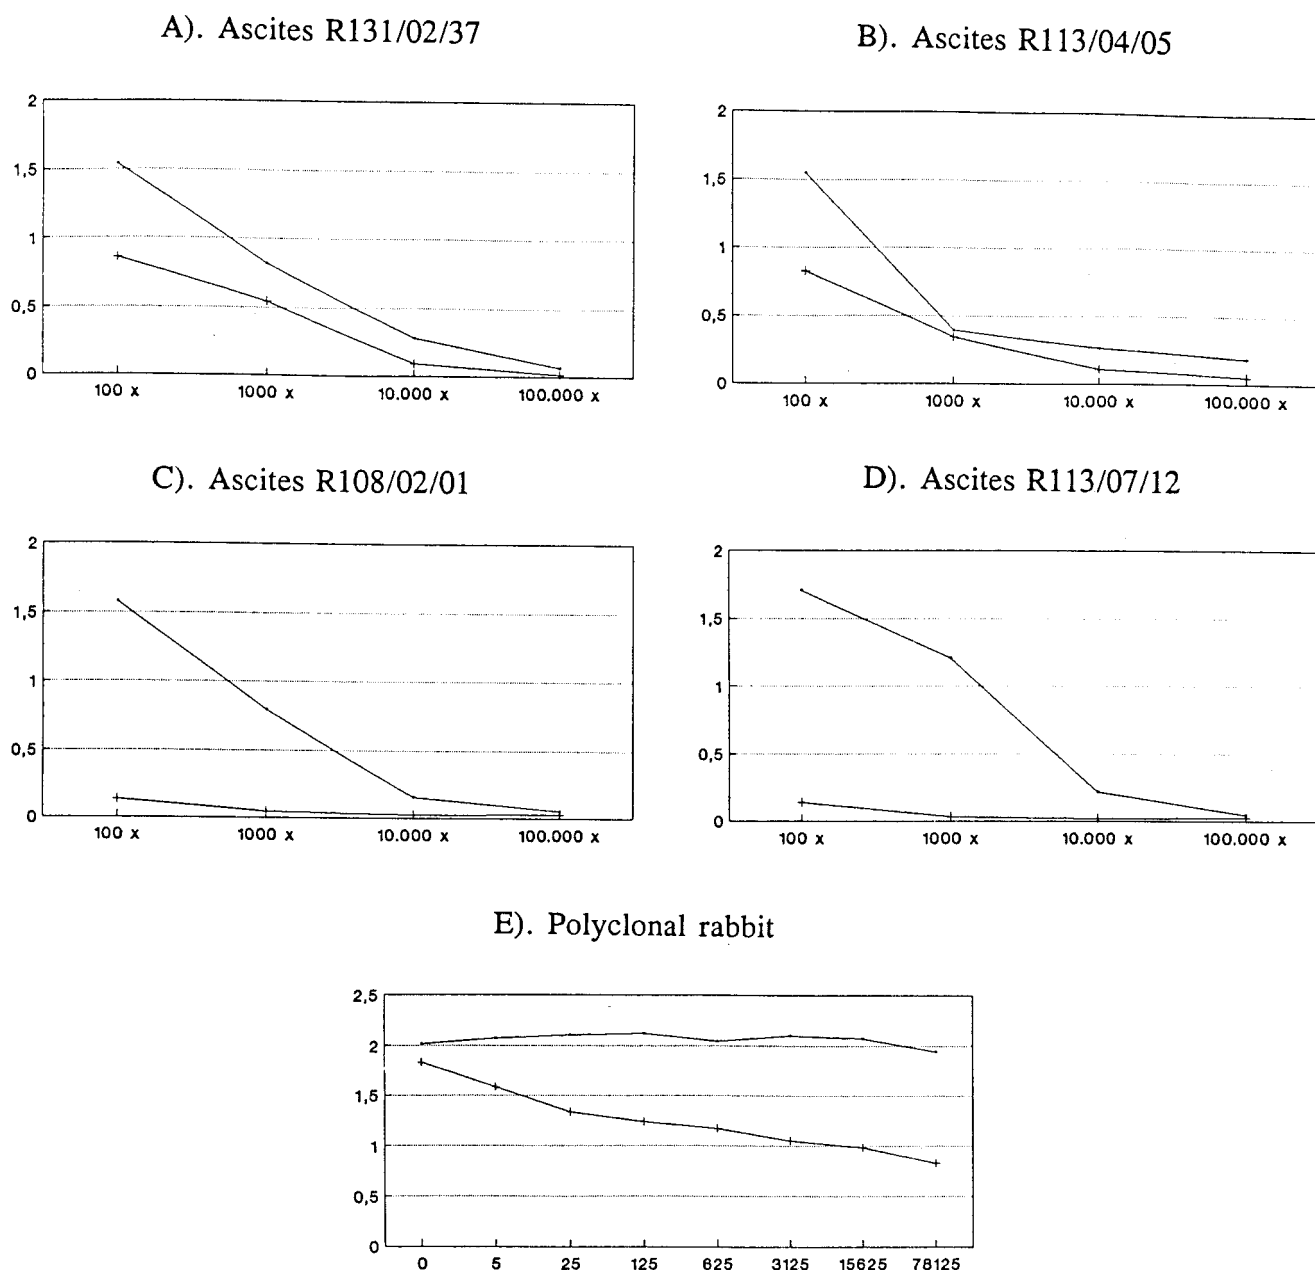 A). Ascites R131/02/37
2
1,5
1
0,5
0
100 x 1000 x 10.000 x 100.000 x
B). Ascites R113/04/05
2
1,5
1
0,5
0
100 x 1000 x 10.000 x 100.000 x
C). Ascites R108/02/01
2
1,5
1
0,5
0
100 x 1000 x 10.000 x 100.000 x
D). Ascites R113/07/12
2
1,5
1
0,5
0
100 x 1000 x 10.000 x 100.000 x
E). Polyclonal rabbit
2,5
2
1,5
1
0,5
0
0 5 25 125 625 3125 15625 78125